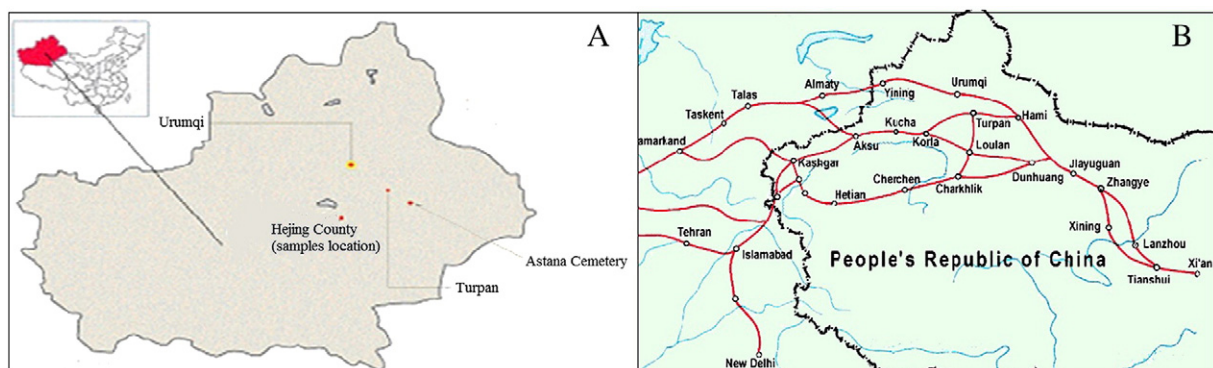 A
Urumqi
Hejing County
(samples location)
Astana Cemetery
Turpan
B
Almaty
Urumqi
Talas
Yining
Taskent
Kucha
Turpan
Hami
amarkand
Aksu
Korla
Loulan
Kashgar
Jiayuguan
Cherchen
Dunhuang
Zhangye
Hetian
Charkhlik
Xining
Tehran
Lanzhou
Islamabad
People's Republic of China
Xi'an
Tianshui
New Delhi